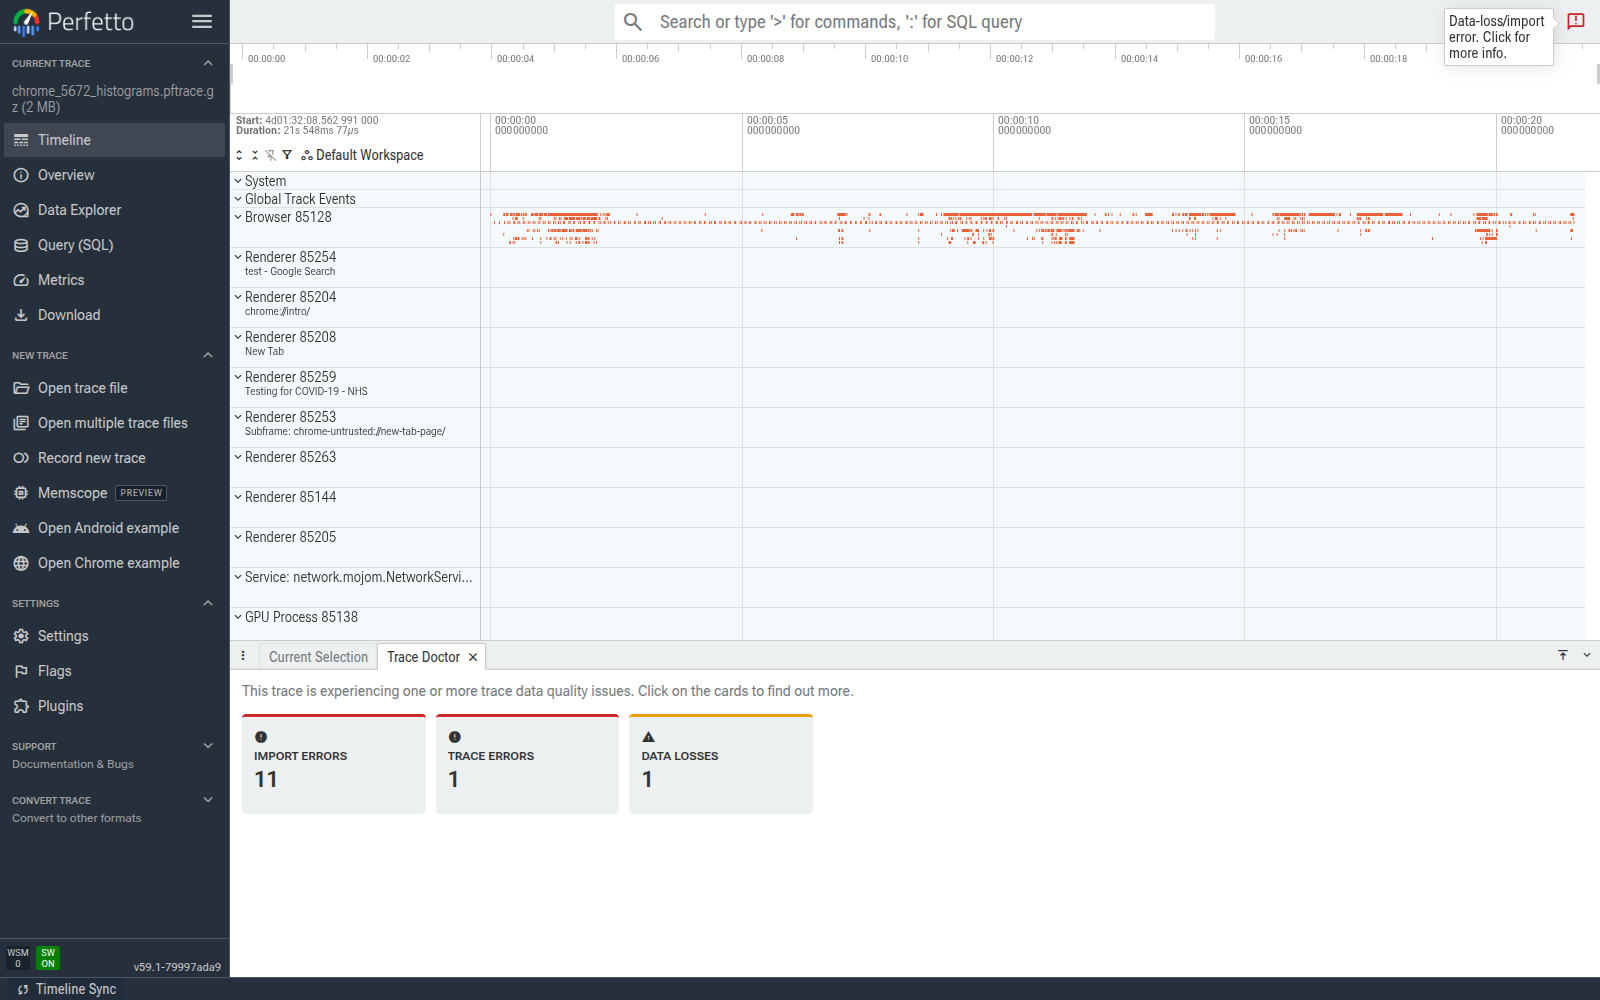 Perfetto
Search or type '>' for commands, ':' for SQL query
Data-loss/import
error. Click for
more info.
CURRENT TRACE
chrome_5672_histograms.pftrace.g
z (2 MB)
Timeline
Overview
Data Explorer
Query (SQL)
Metrics
Download
NEW TRACE
Open trace file
Open multiple trace files
Record new trace
Memscope PREVIEW
Open Android example
Open Chrome example
SETTINGS
Settings
Flags
Plugins
SUPPORT
Documentation & Bugs
CONVERT TRACE
Convert to other formats
WSM
0
SW
ON
v59.1-79997ada9
Timeline Sync
00:00:00 00:00:02 00:00:04 00:00:06 00:00:08 00:00:10 00:00:12 00:00:14 00:00:16 00:00:18
Start: 4d01:32:08.562 991 000
Duration: 21s 548ms 77µs
00:00:00 00:00:05 00:00:10 00:00:15 00:00:20
000000000 000000000 000000000 000000000 000000000
Default Workspace
System
Global Track Events
Browser 85128
Renderer 85254
test - Google Search
Renderer 85204
chrome://intro/
Renderer 85208
New Tab
Renderer 85259
Testing for COVID-19 - NHS
Renderer 85253
Subframe: chrome-untrusted://new-tab-page/
Renderer 85263
Renderer 85144
Renderer 85205
Service: network.mojom.NetworkServi...
GPU Process 85138
Current Selection
Trace Doctor
This trace is experiencing one or more trace data quality issues. Click on the cards to find out more.
IMPORT ERRORS
11
TRACE ERRORS
1
DATA LOSSES
1